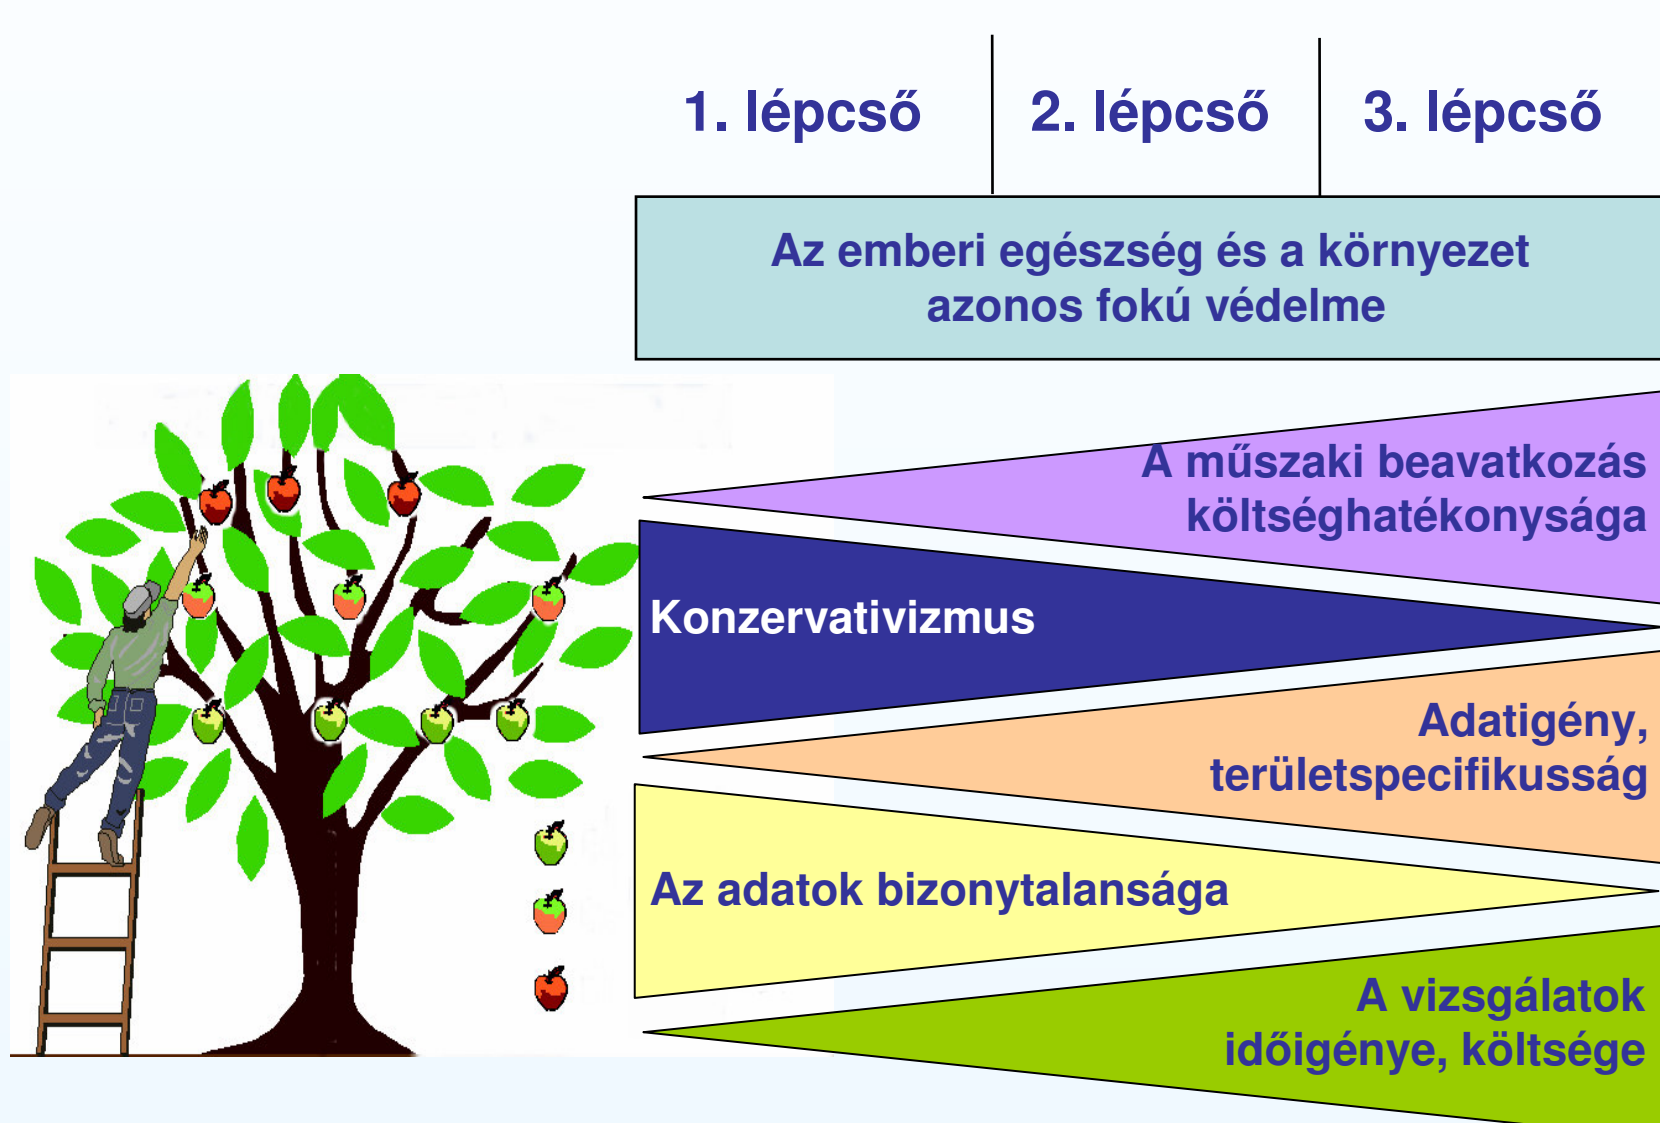 1. lépcső
2. lépcső
3. lépcső
Az emberi egészség és a környezet
azonos fokú védelme
A műszaki beavatkozás
költséghatékonysága
Konzervativizmus
Adatigény,
területspecifikusság
Az adatok bizonytalansága
A vizsgálatok
időigénye, költsége